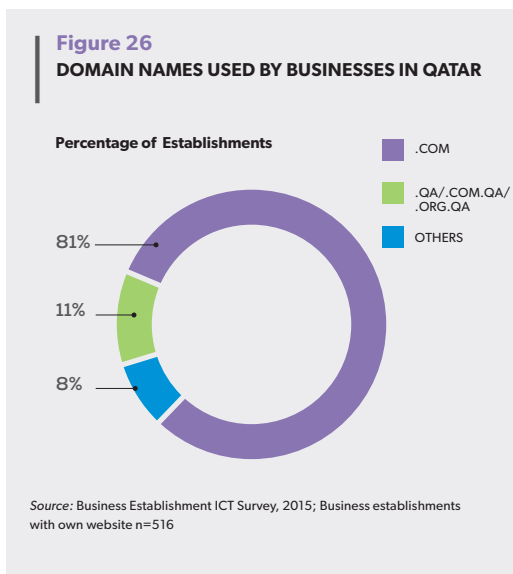 Figure 26
DOMAIN NAMES USED BY BUSINESSES IN QATAR
Percentage of Establishments
.COM
.QA/.COM.QA/
.ORG.QA
OTHERS
81%
11%
8%
Source: Business Establishment ICT Survey, 2015; Business establishments
with own website n=516